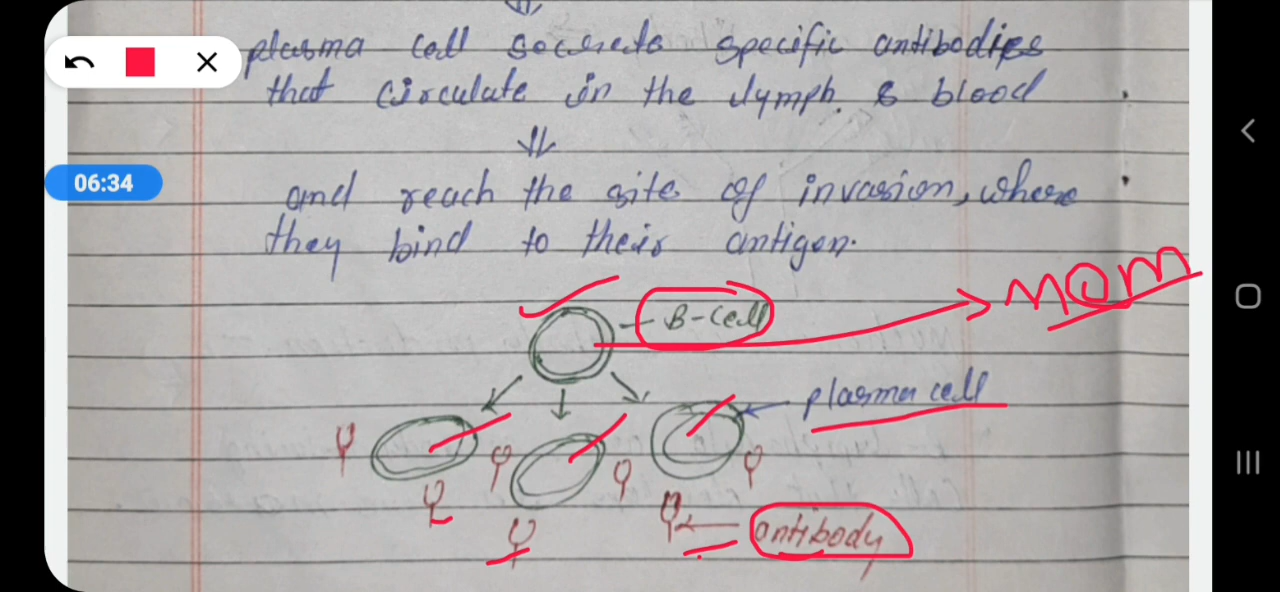 plasma cell secrete specific antibodies
that circulate in the lymph & blood
06:34
and reach the site of invasion, where
they bind to their antigen.
MOM
B-cell
plasma cell
antibody